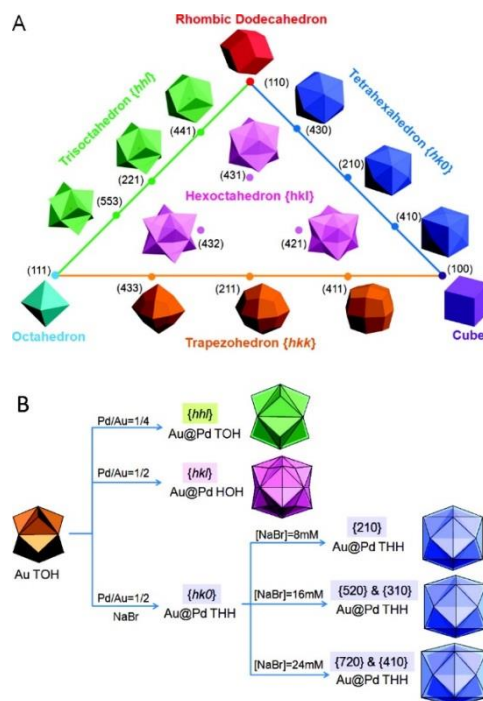 A
Rhombic Dodecahedron
(110)
Trisoctahedron {hhl}
Tetrahexahedron {hk0}
(441)
(430)
(431)
(221)
(210)
Hexoctahedron {hkl}
(553)
(410)
(432)
(421)
(111)
(100)
(433)
(211)
(411)
Octahedron
Trapezohedron {hkk}
Cube
B
Pd/Au=1/4
{hhl}
Au@Pd TOH
Pd/Au=1/2
{hkl}
Au@Pd HOH
Au TOH
Pd/Au=1/2
NaBr
{hk0}
Au@Pd THH
[NaBr]=8mM
{210}
Au@Pd THH
[NaBr]=16mM
{520} & {310}
Au@Pd THH
[NaBr]=24mM
{720} & {410}
Au@Pd THH